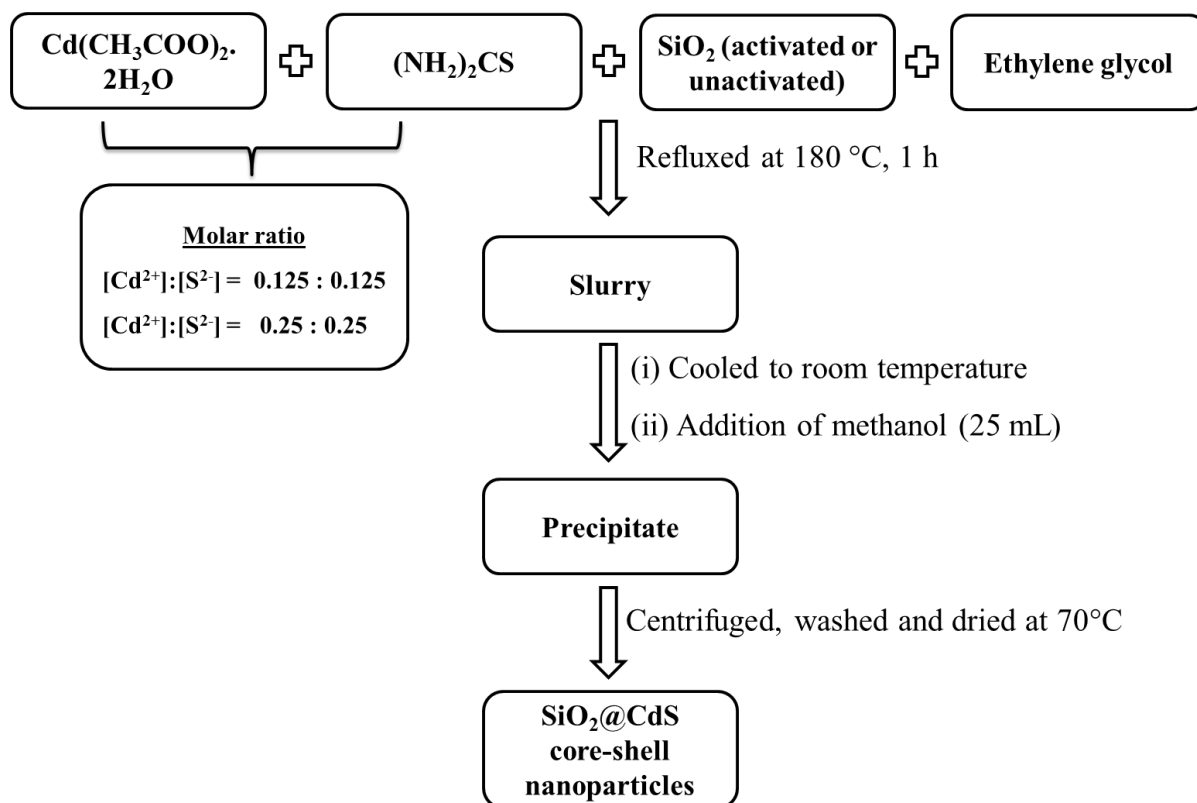 Cd(CH₃COO)₂.
2H₂O
(NH₂)₂CS
SiO₂ (activated or
unactivated)
Ethylene glycol
Refluxed at 180 °C, 1 h
Molar ratio
[Cd²⁺]:[S²⁻] = 0.125 : 0.125
[Cd²⁺]:[S²⁻] = 0.25 : 0.25
Slurry
(i) Cooled to room temperature
(ii) Addition of methanol (25 mL)
Precipitate
Centrifuged, washed and dried at 70°C
SiO₂@CdS
core-shell
nanoparticles